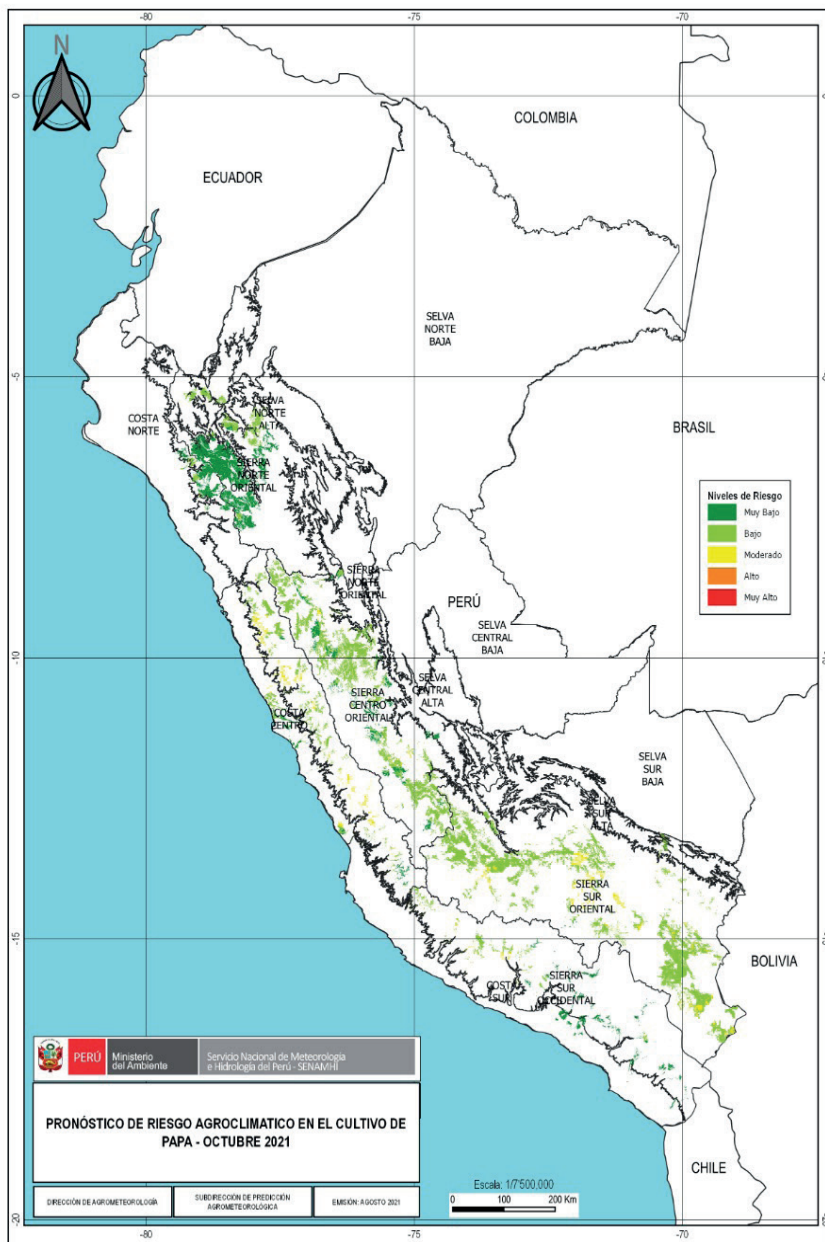 -80
-75
-70
N
0
COLOMBIA
ECUADOR
SELVA
NORTE
BAJA
-5
COSTA
NORTE
SELVA
NORTE
ALTA
BRASIL
SIERRA
NORTE
ORIENTAL
Niveles de Riesgo
Muy Bajo
Bajo
Moderado
Alto
Muy Alto
SIERRA
NORTE
ORIENTAL
PERÚ
SELVA
CENTRAL
BAJA
-10
SELVA
CENTRAL
ALTA
SIERRA
CENTRO
ORIENTAL
COSTA
CENTRO
SELVA
SUR
BAJA
SELVA
SUR
ALTA
SIERRA
SUR
ORIENTAL
-15
BOLIVIA
SIERRA
SUR
OCCIDENTAL
COSTA
SUR
PERÚ
Ministerio
del Ambiente
Servicio Nacional de Meteorología
e Hidrología del Perú - SENAMHI
PRONÓSTICO DE RIESGO AGROCLIMATICO EN EL CULTIVO DE
PAPA - OCTUBRE 2021
DIRECCIÓN DE AGROMETEOROLOGÍA
SUBDIRECCIÓN DE PREDICCIÓN
AGROMETEOROLÓGICA
EMISIÓN: AGOSTO 2021
Escala: 1/7'500,000
0 100 200 Km
CHILE
-20
-80
-75
-70